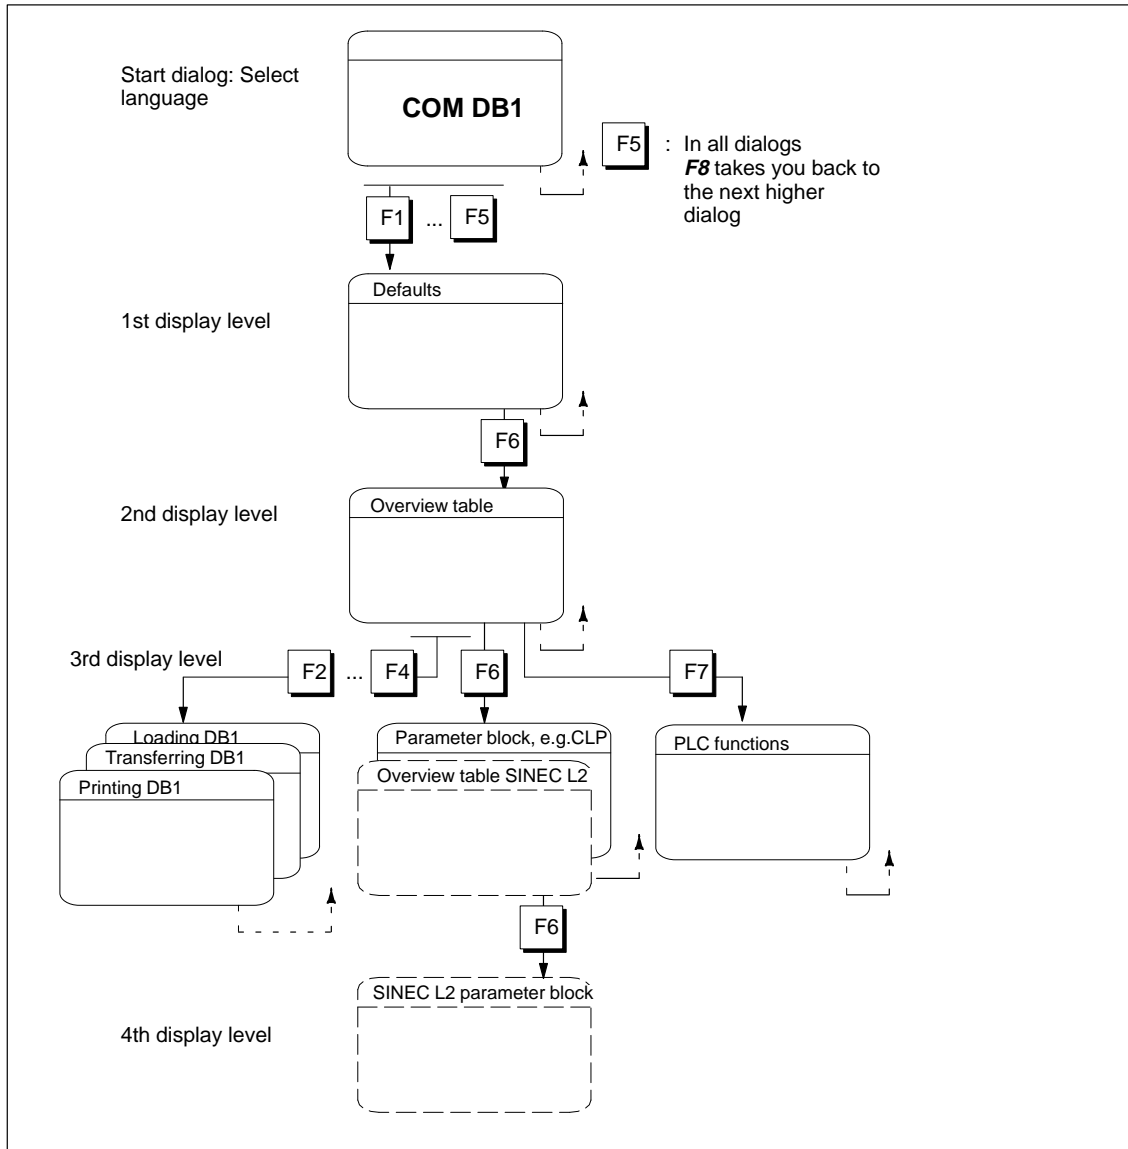 Start dialog: Select
language
COM DB1
F5 : In all dialogs
F8 takes you back to
the next higher
dialog
F1 ... F5
Defaults
1st display level
F6
Overview table
2nd display level
3rd display level
F2 ... F4 F6 F7
Loading DB1
Transferring DB1
Printing DB1
Parameter block, e.g.CLP
Overview table SINEC L2
PLC functions
F6
SINEC L2 parameter block
4th display level